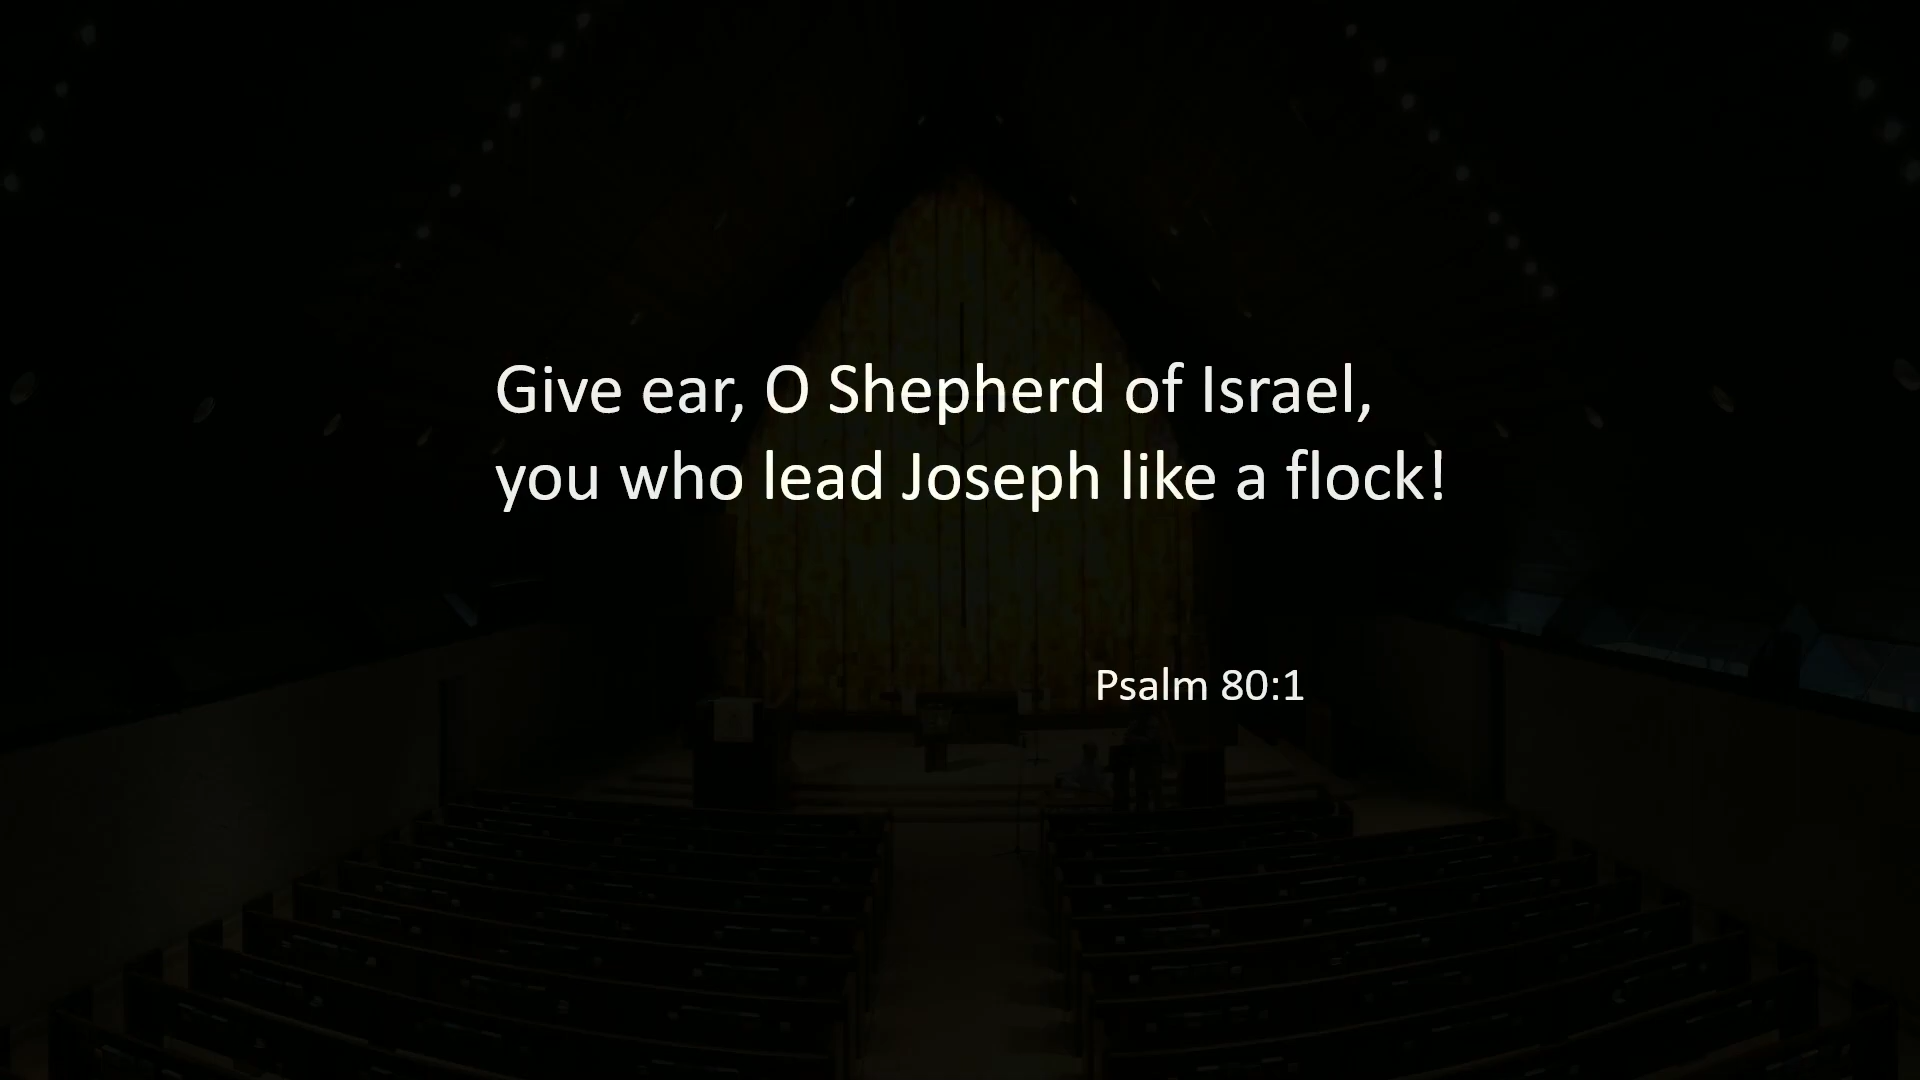 Give ear, O Shepherd of Israel,
you who lead Joseph like a flock!
Psalm 80:1